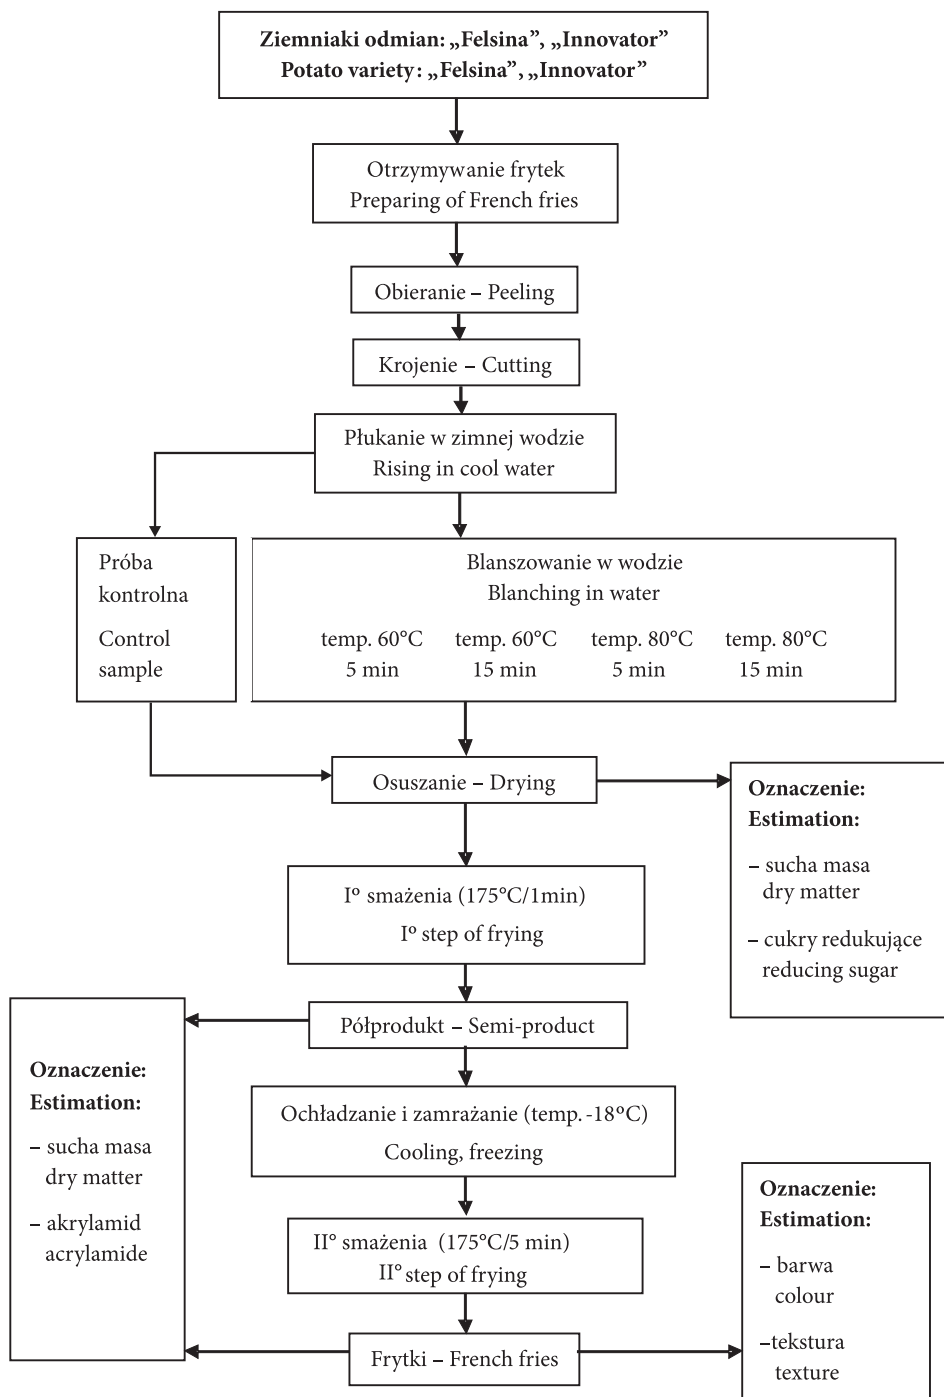 Ziemniaki odmian: „Felsina”, „Innovator”
Potato variety: „Felsina”, „Innovator”
Otrzymywanie frytek
Preparing of French fries
Obieranie – Peeling
Krojenie – Cutting
Płukanie w zimnej wodzie
Rising in cool water
Próba
kontrolna
Control
sample
Blanszowanie w wodzie
Blanching in water
temp. 60°C temp. 60°C temp. 80°C temp. 80°C
5 min 15 min 5 min 15 min
Osuszanie – Drying
Oznaczenie:
Estimation:
– sucha masa
dry matter
– cukry redukujące
reducing sugar
Iº smażenia (175°C/1min)
Iº step of frying
Półprodukt – Semi-product
Oznaczenie:
Estimation:
– sucha masa
dry matter
– akrylamid
acrylamide
Ochładzanie i zamrażanie (temp. -18ºC)
Cooling, freezing
II° smażenia (175°C/5 min)
II° step of frying
Frytki – French fries
Oznaczenie:
Estimation:
– barwa
colour
–tekstura
texture